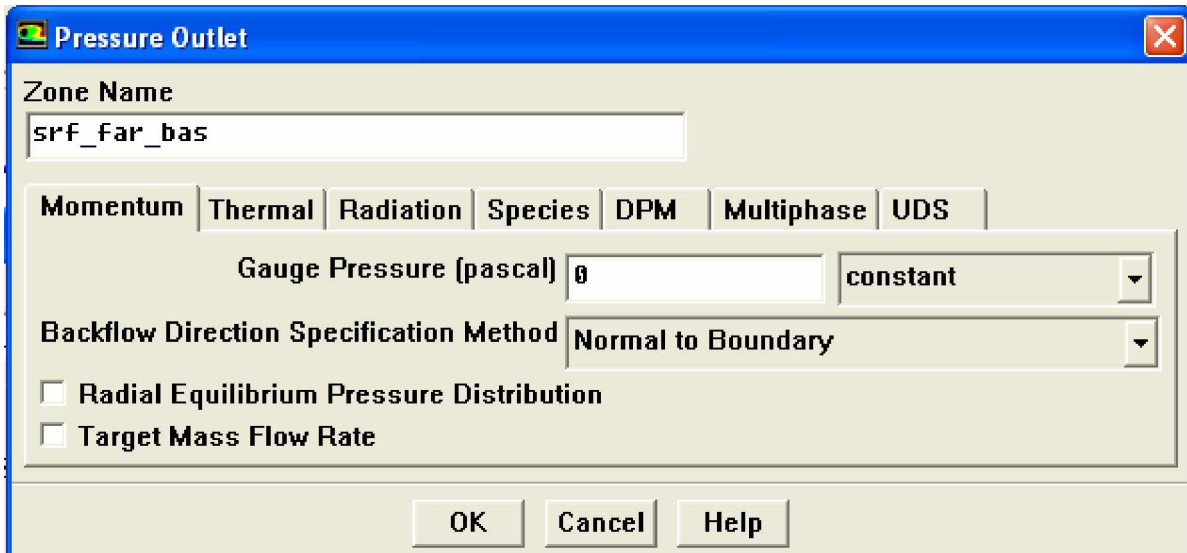 Pressure Outlet
Zone Name
srf_far_bas
Momentum Thermal Radiation Species DPM Multiphase UDS
Gauge Pressure (pascal) 0 constant
Backflow Direction Specification Method Normal to Boundary
Radial Equilibrium Pressure Distribution
Target Mass Flow Rate
OK Cancel Help